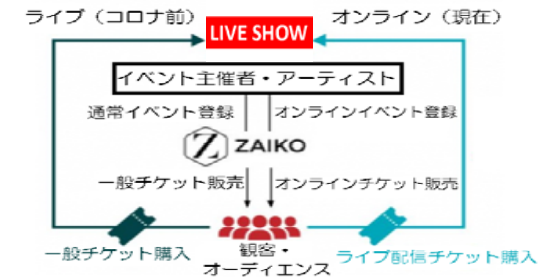 ライブ（コロナ前）
オンライン（現在）
LIVE SHOW
イベント主催者・アーティスト
通常イベント登録
オンラインイベント登録
ZAIKO
一般チケット販売
オンラインチケット販売
一般チケット購入
観客・
オーディエンス
ライブ配信チケット購入